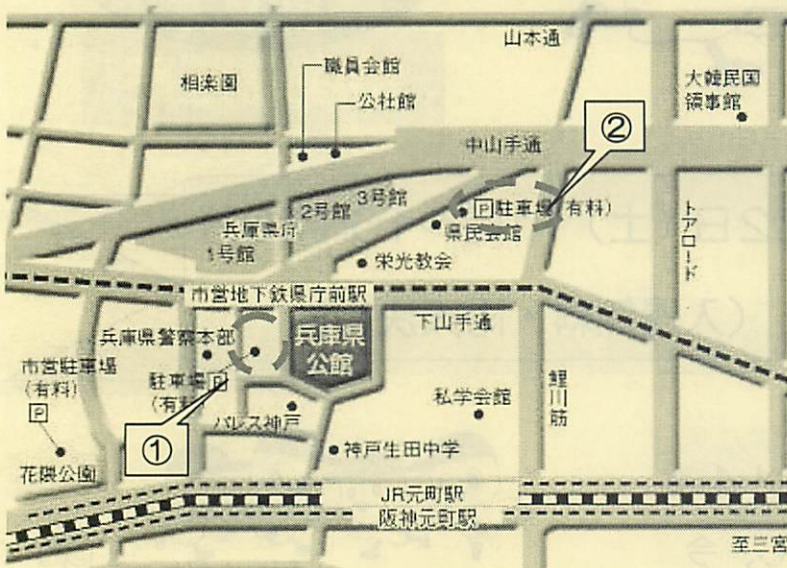 山本通
職員会館
相楽園
公社館
大韓民国
領事館
②
中山手通
3号館
2号館
兵庫県庁
1号館
P駐車場(有料)
県民会館
トアロード
栄光教会
市営地下鉄県庁前駅
兵庫県警察本部
兵庫県
公館
下山手通
市営駐車場
(有料)
P
駐車場P
(有料)
パレス神戸
私学会館
鯉川筋
①
神戸生田中学
花隈公園
JR元町駅
阪神元町駅
至三宮